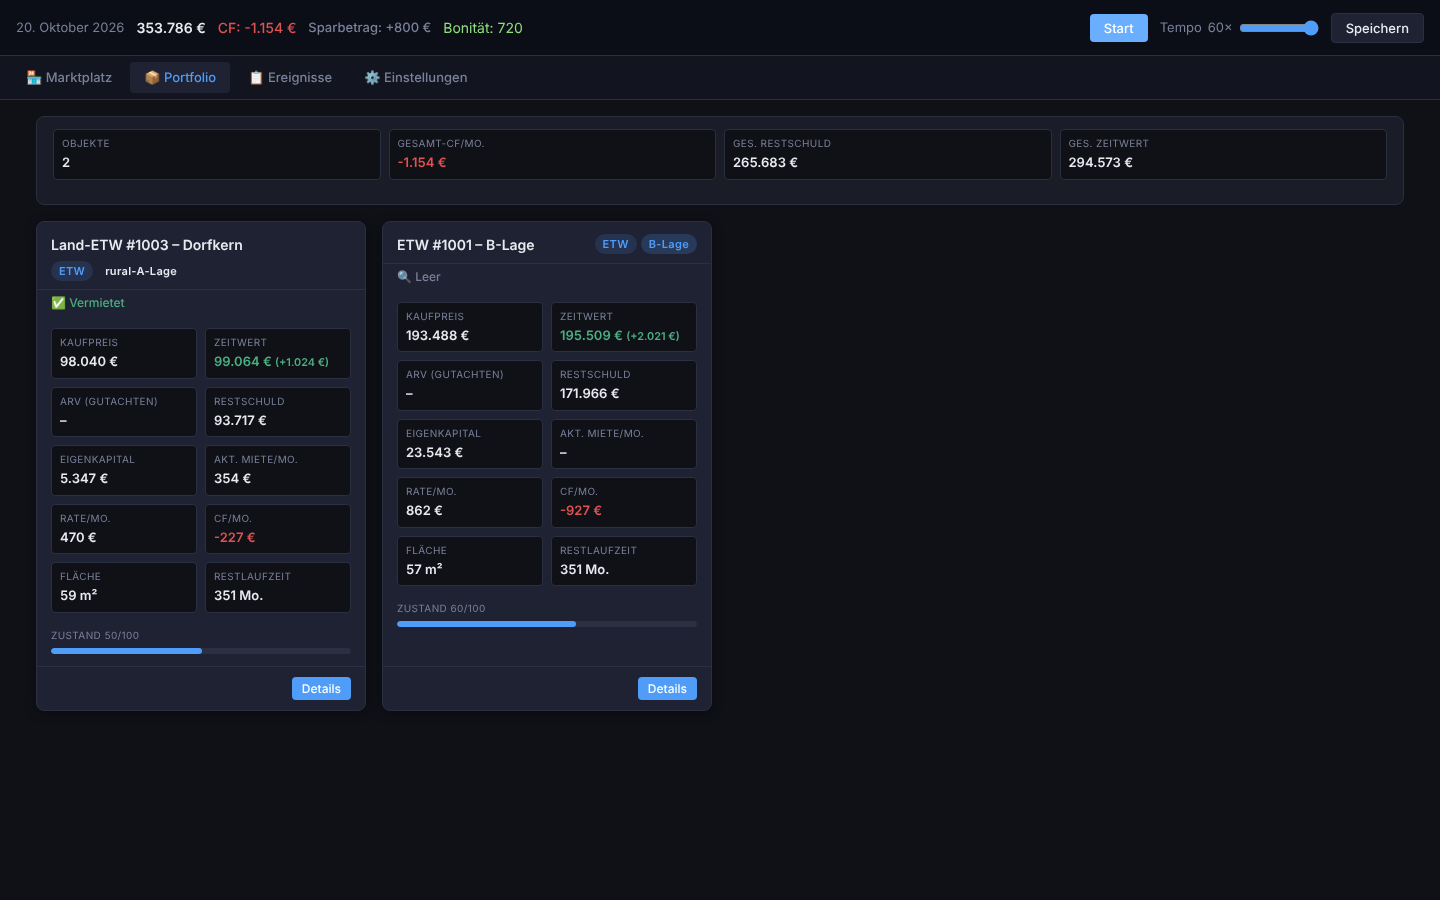 20. Oktober 2026 353.786 € CF: -1.154 € Sparbetrag: +800 € Bonität: 720 Start Tempo 60× Speichern
Marktplatz Portfolio Ereignisse Einstellungen
OBJEKTE GESAMT-CF/MO. GES. RESTSCHULD GES. ZEITWERT
2 -1.154 € 265.683 € 294.573 €
Land-ETW #1003 – Dorfkern
ETW rural-A-Lage
Vermietet
KAUFPREIS ZEITWERT
98.040 € 99.064 € (+1.024 €)
ARV (GUTACHTEN) RESTSCHULD
– 93.717 €
EIGENKAPITAL AKT. MIETE/MO.
5.347 € 354 €
RATE/MO. CF/MO.
470 € -227 €
FLÄCHE RESTLAUFZEIT
59 m² 351 Mo.
ZUSTAND 50/100
Details
ETW #1001 – B-Lage ETW B-Lage
Leer
KAUFPREIS ZEITWERT
193.488 € 195.509 € (+2.021 €)
ARV (GUTACHTEN) RESTSCHULD
– 171.966 €
EIGENKAPITAL AKT. MIETE/MO.
23.543 € –
RATE/MO. CF/MO.
862 € -927 €
FLÄCHE RESTLAUFZEIT
57 m² 351 Mo.
ZUSTAND 60/100
Details